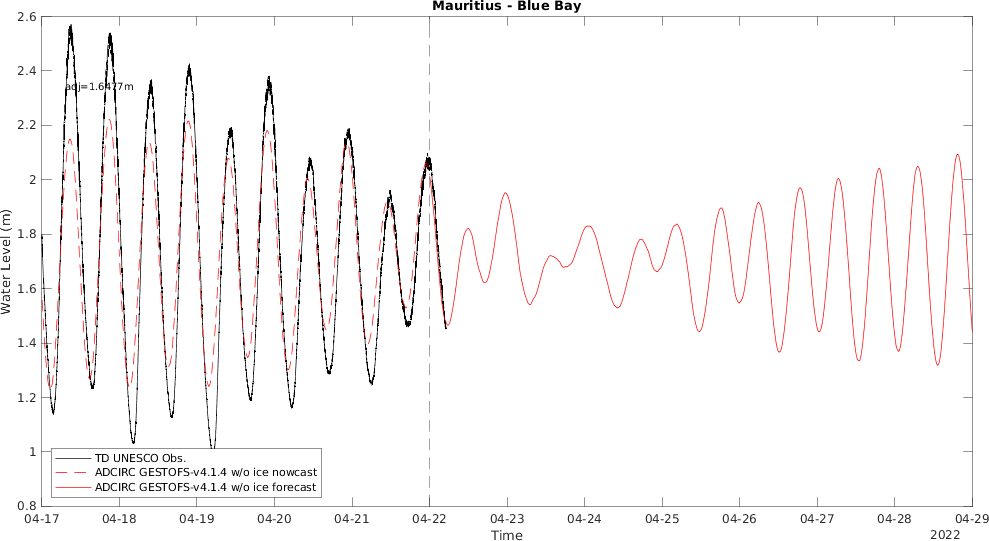 Mauritius - Blue Bay
2.6
2.4
2.2
2
1.8
1.6
1.4
1.2
1
0.8
Water Level (m)
adj=1.6477m
TD UNESCO Obs.
ADCIRC GESTOFS-v4.1.4 w/o ice nowcast
ADCIRC GESTOFS-v4.1.4 w/o ice forecast
04-17 04-18 04-19 04-20 04-21 04-22 04-23 04-24 04-25 04-26 04-27 04-28 04-29
Time
2022